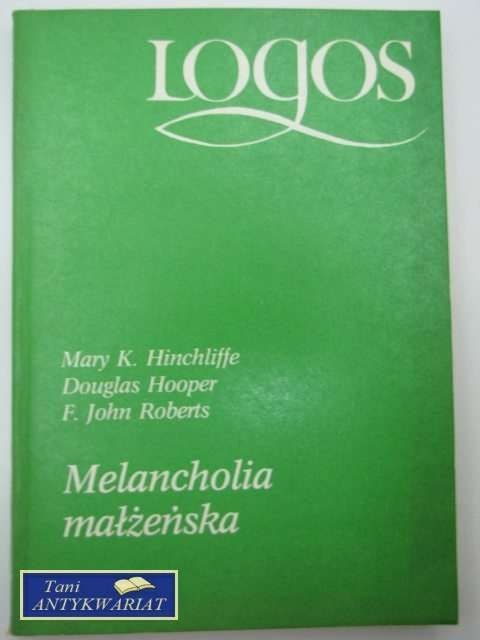 LOGOS
Mary K. Hinchliffe
Douglas Hooper
F. John Roberts
Melancholia
małżeńska
Tani
ANTYKWARIAT